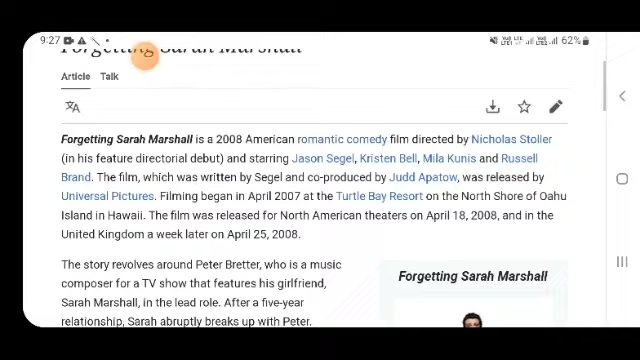 9:27
62%
Forgetting Sarah Marshall
Article Talk
Forgetting Sarah Marshall is a 2008 American romantic comedy film directed by Nicholas Stoller
(in his feature directorial debut) and starring Jason Segel, Kristen Bell, Mila Kunis and Russell
Brand. The film, which was written by Segel and co-produced by Judd Apatow, was released by
Universal Pictures. Filming began in April 2007 at the Turtle Bay Resort on the North Shore of Oahu
Island in Hawaii. The film was released for North American theaters on April 18, 2008, and in the
United Kingdom a week later on April 25, 2008.
The story revolves around Peter Bretter, who is a music
composer for a TV show that features his girlfriend,
Sarah Marshall, in the lead role. After a five-year
relationship, Sarah abruptly breaks up with Peter.
Forgetting Sarah Marshall